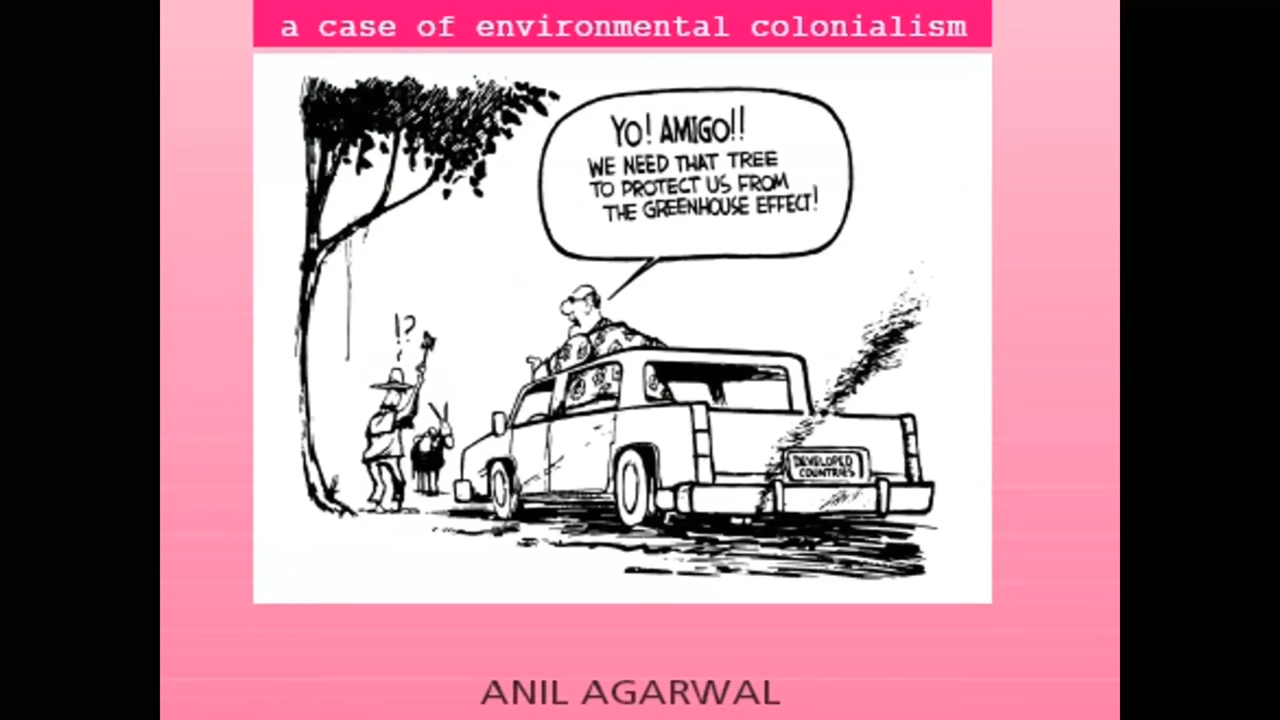 a case of environmental colonialism
YO! AMIGO!!
WE NEED THAT TREE
TO PROTECT US FROM
THE GREENHOUSE EFFECT!
!?
DEVELOPED
COUNTRIES
ANIL AGARWAL